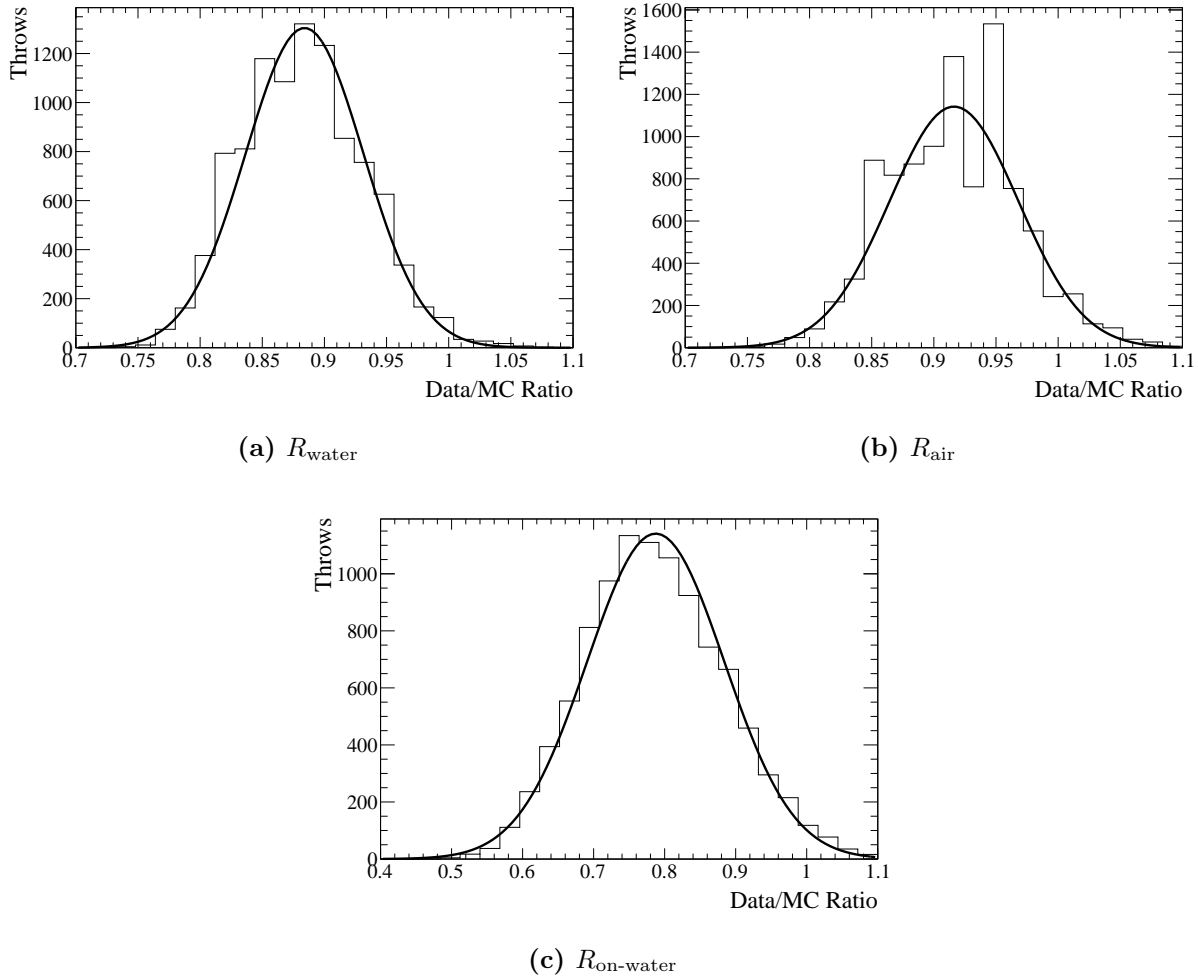 Throws
1200
1000
800
600
400
200
0
0.7 0.75 0.8 0.85 0.9 0.95 1 1.05 1.1
Data/MC Ratio
(a) R_water
Throws
1600
1400
1200
1000
800
600
400
200
0
0.7 0.75 0.8 0.85 0.9 0.95 1 1.05 1.1
Data/MC Ratio
(b) R_air
Throws
1000
800
600
400
200
0
0.4 0.5 0.6 0.7 0.8 0.9 1 1.1
Data/MC Ratio
(c) R_on-water